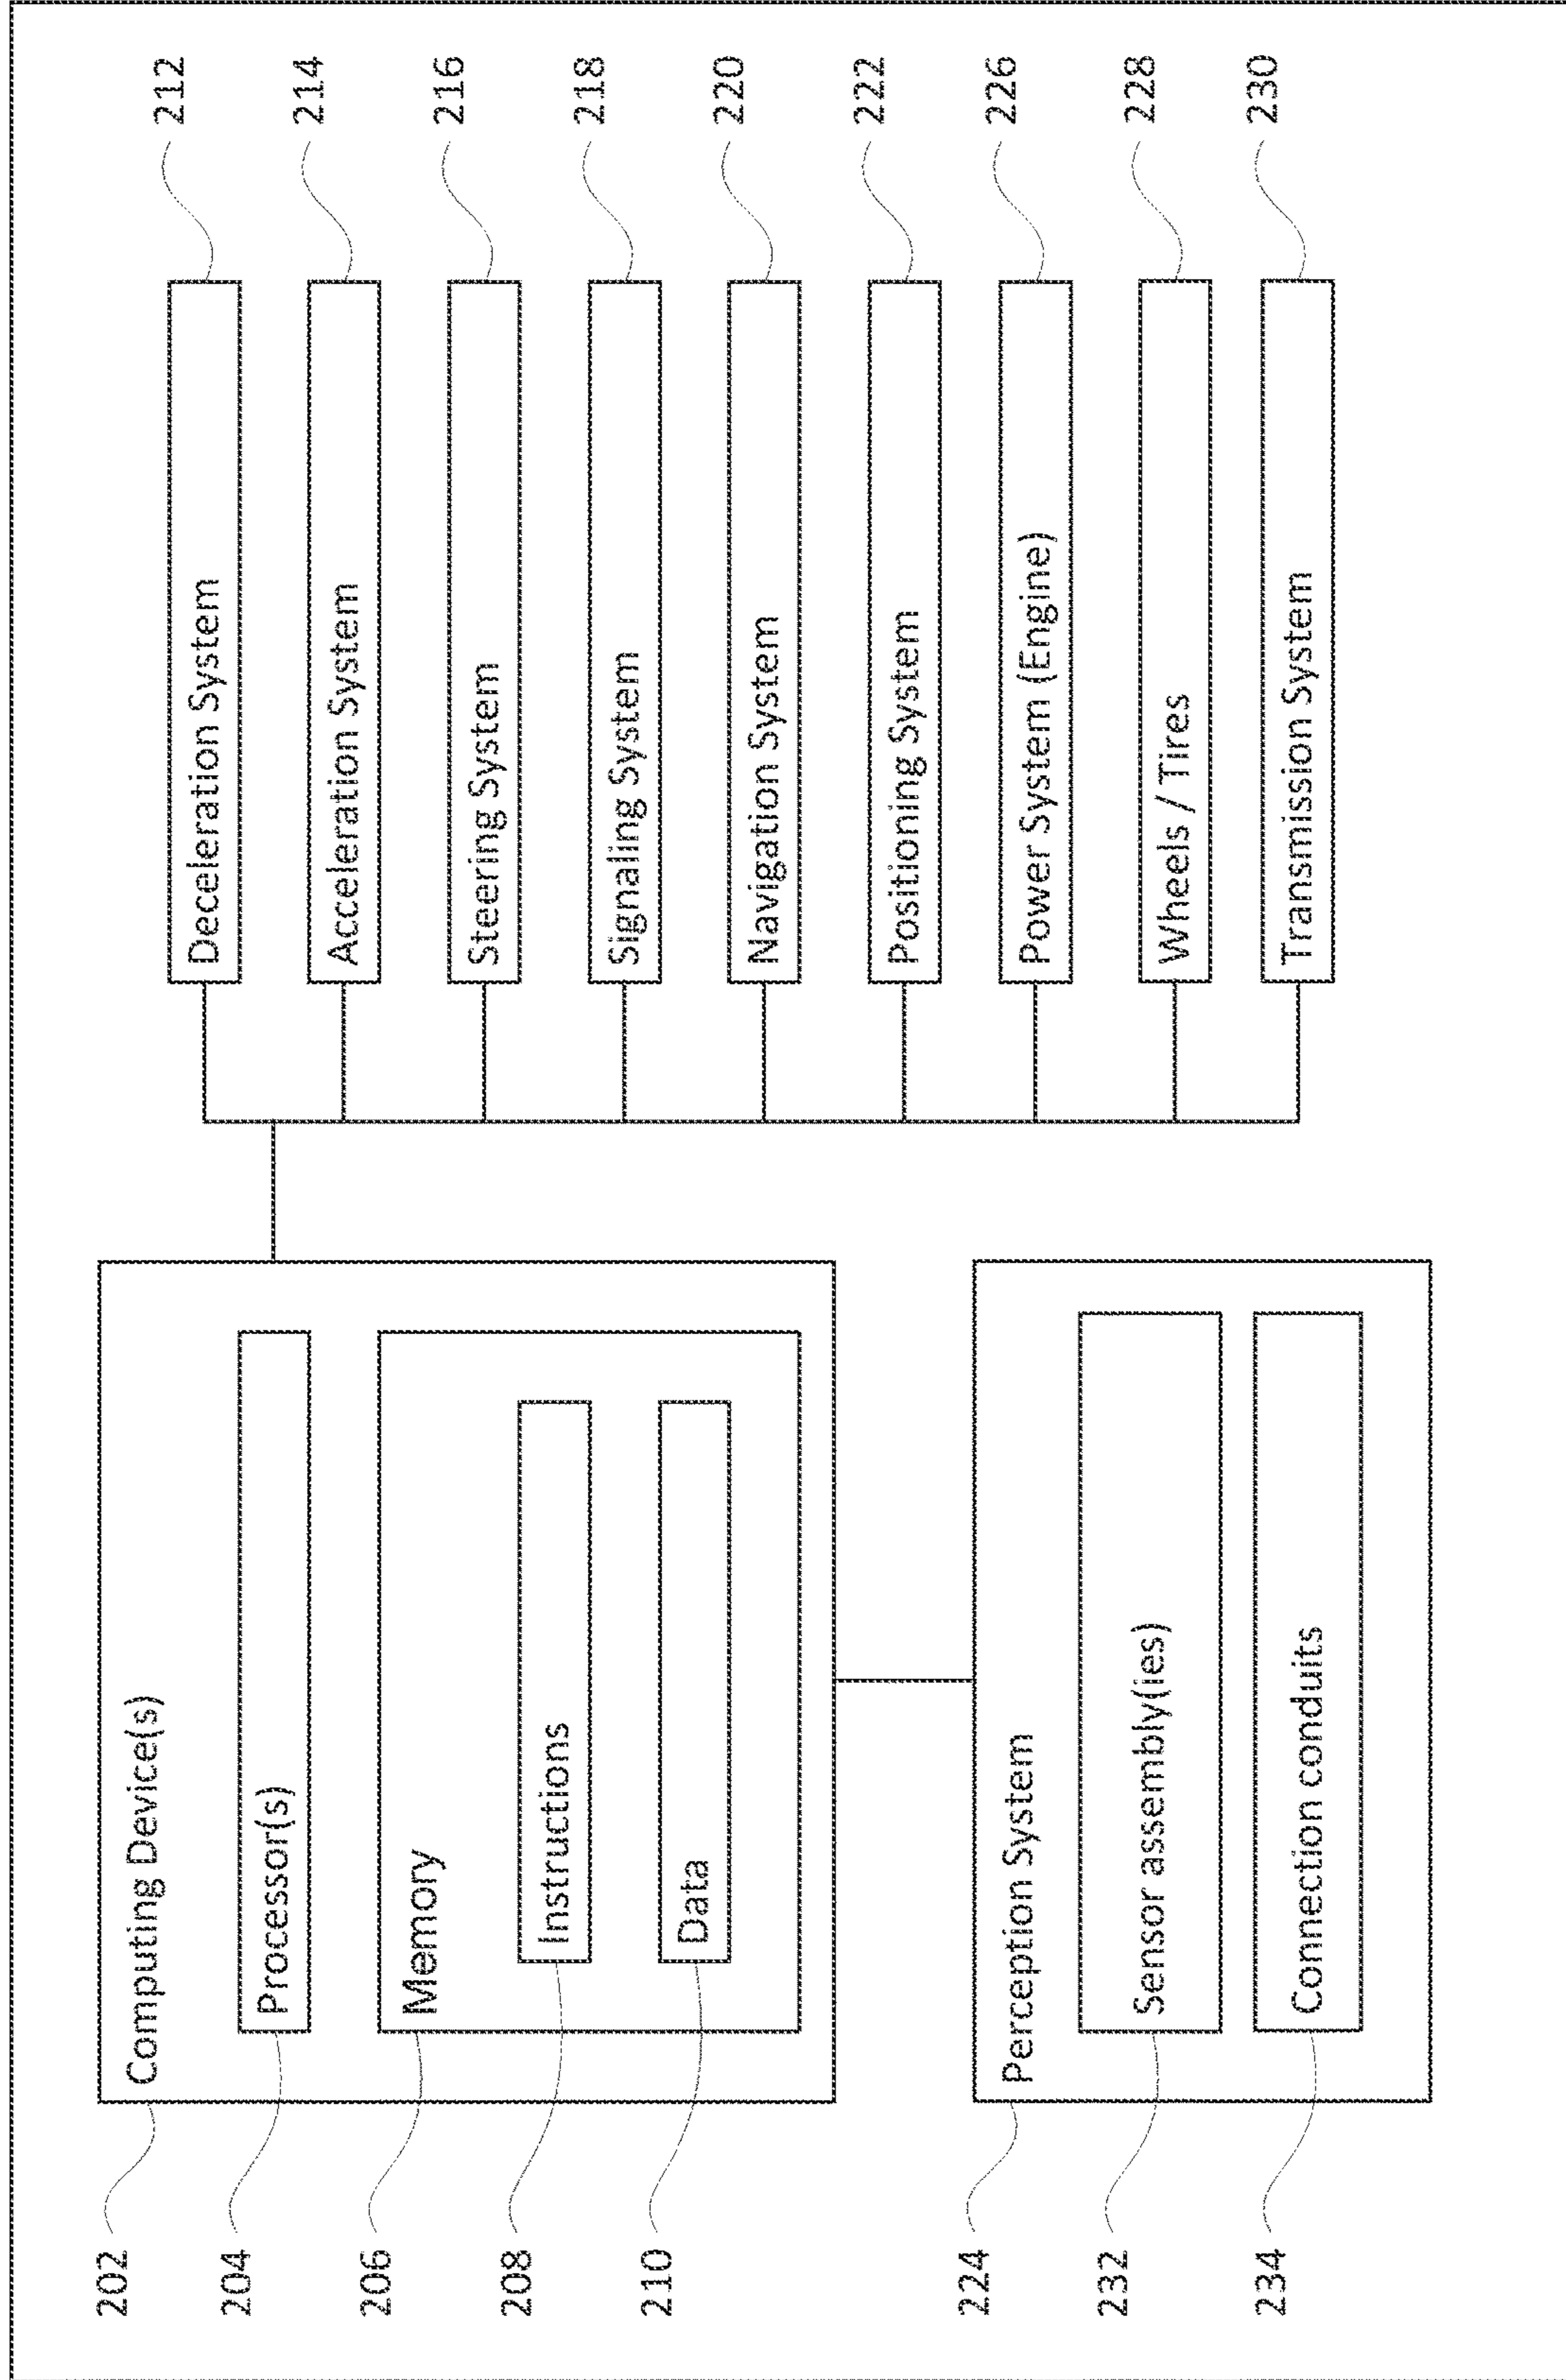 202
Computing Device(s)
204
Processor(s)
206
Memory
208
Instructions
210
Data
224
Perception System
232
Sensor assembly(ies)
234
Connection conduits
Deceleration System
212
Acceleration System
214
Steering System
216
Signaling System
218
Navigation System
220
Positioning System
222
Power System (Engine)
226
Wheels / Tires
228
Transmission System
230